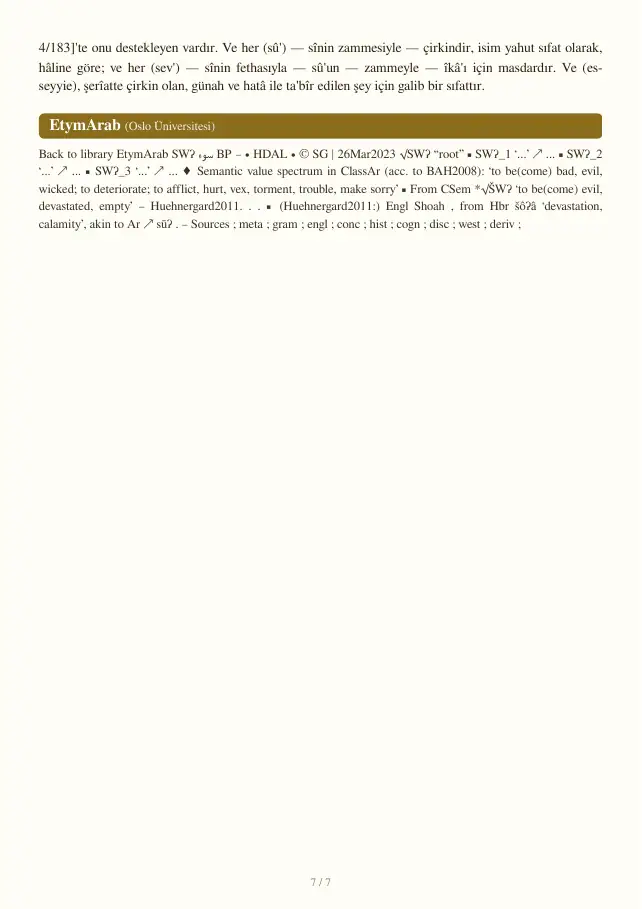 4/183]'te onu destekleyen vardır. Ve her (sû') — sînin zammesiyle — çirkindir, isim yahut sıfat olarak,
hâline göre; ve her (sev') — sînin fethasıyla — sû'un — zammeyle — îkâ'ı için masdardır. Ve (es-
seyyie), şerîatte çirkin olan, günah ve hatâ ile ta'bîr edilen şey için galib bir sıfattır.
EtymArab (Oslo Üniversitesi)
Back to library EtymArab SWʔ سوء BP – • HDAL • © SG | 26Mar2023 √SWʔ “root” ▪ SWʔ_1 ‘...’ ↗ ... ▪ SWʔ_2
‘...’ ↗ ... ▪ SWʔ_3 ‘...’ ↗ ... ♦ Semantic value spectrum in ClassAr (acc. to BAH2008): ‘to be(come) bad, evil,
wicked; to deteriorate; to afflict, hurt, vex, torment, trouble, make sorry’ ▪ From CSem *√ŠWʔ ‘to be(come) evil,
devastated, empty’ – Huehnergard2011. . . ▪ (Huehnergard2011:) Engl Shoah , from Hbr šôʔâ ‘devastation,
calamity’, akin to Ar ↗ sūʔ . – Sources ; meta ; gram ; engl ; conc ; hist ; cogn ; disc ; west ; deriv ;
7 / 7